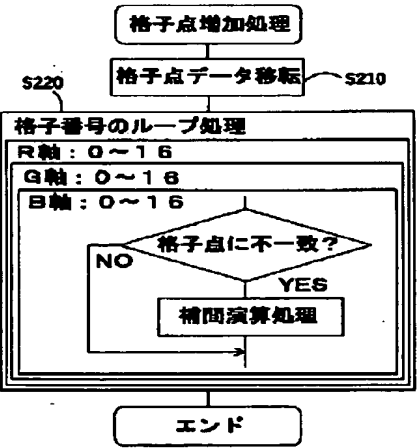 格子点増加処理
格子点データ移転
S210
S220
格子番号のループ処理
R軸：０～１６
G軸：０～１６
B軸：０～１６
格子点に不一致？
NO
YES
補間演算処理
エンド